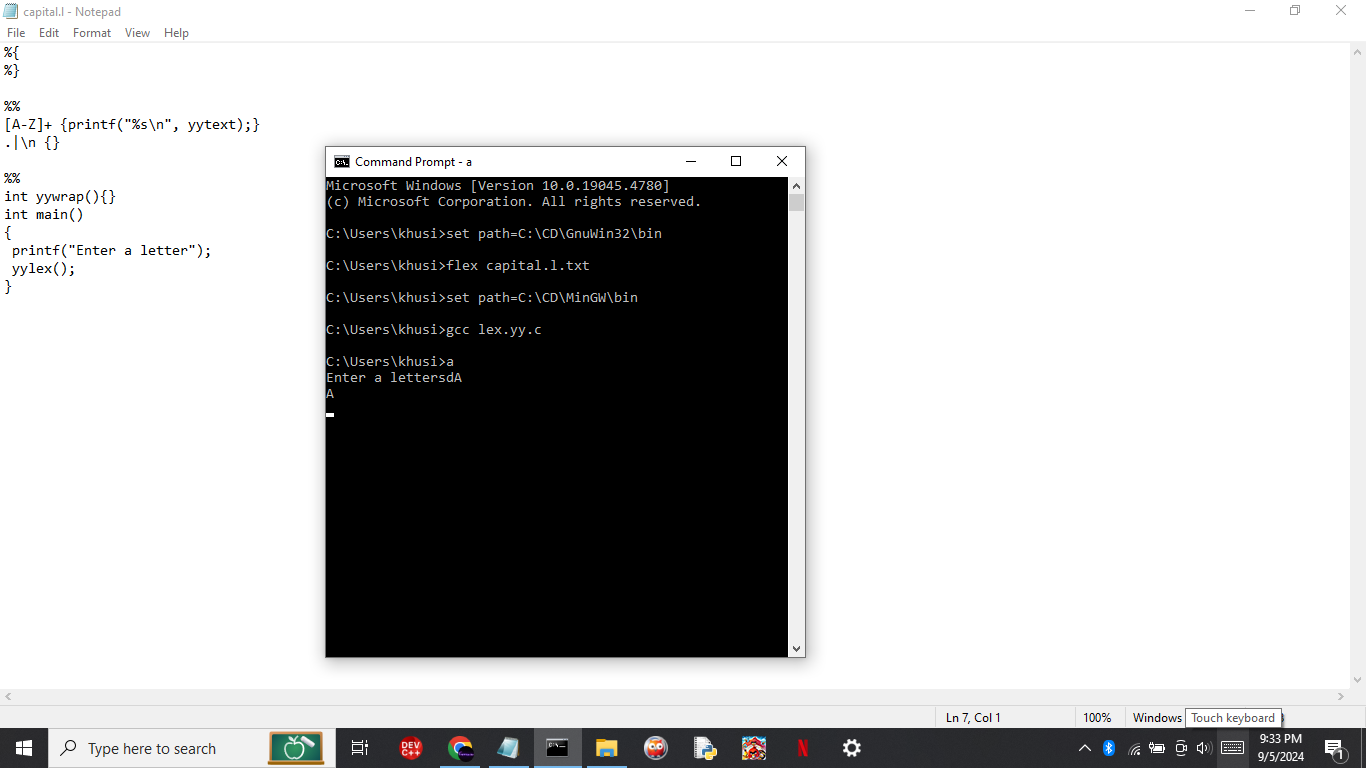 capital.l - Notepad
File Edit Format View Help
%{
%}
%%
[A-Z]+ {printf("%s\n", yytext);}
.|\n {}
%%
int yywrap(){}
int main()
{
printf("Enter a letter");
yylex();
}
Command Prompt - a
Microsoft Windows [Version 10.0.19045.4780]
(c) Microsoft Corporation. All rights reserved.
C:\Users\khusi>set path=C:\CD\GnuWin32\bin
C:\Users\khusi>flex capital.l.txt
C:\Users\khusi>set path=C:\CD\MinGW\bin
C:\Users\khusi>gcc lex.yy.c
C:\Users\khusi>a
Enter a lettersdA
A
Ln 7, Col 1 100% Windows
Touch keyboard
Type here to search
DEV C++
N
9:33 PM
9/5/2024
1